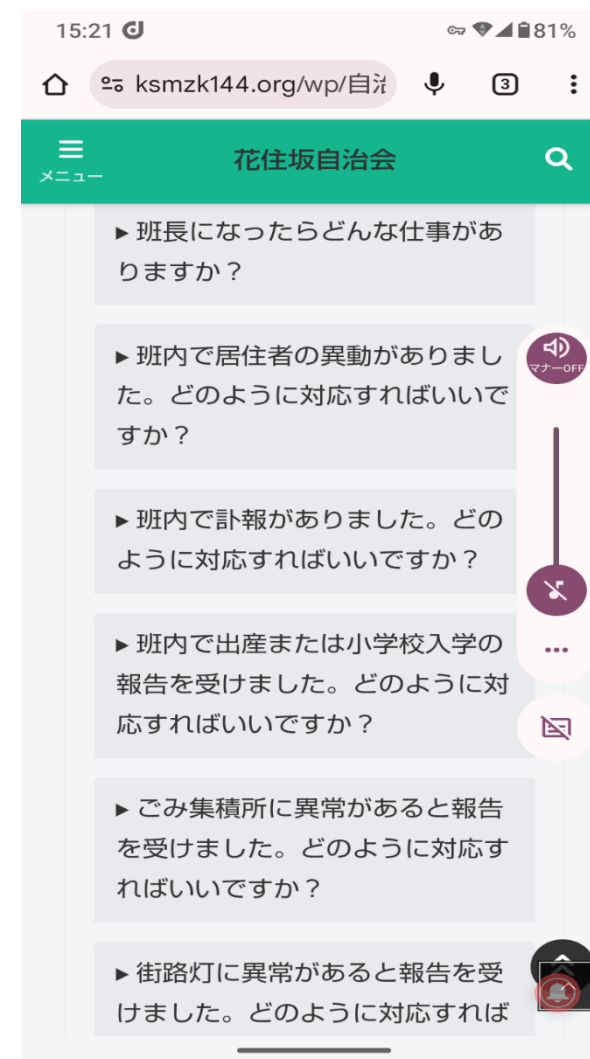 15:21
81%
ksmzk144.org/wp/自治
3
メニュー
花住坂自治会
▸ 班長になったらどんな仕事があ
りますか？
マナーOFF
▸ 班内で居住者の異動がありまし
た。どのように対応すればいいで
すか？
▸ 班内で訃報がありました。どの
ように対応すればいいですか？
▸ 班内で出産または小学校入学の
報告を受けました。どのように対
応すればいいですか？
▸ ごみ集積所に異常があると報告
を受けました。どのように対応す
ればいいですか？
▸ 街路灯に異常があると報告を受
けました。どのように対応すれば